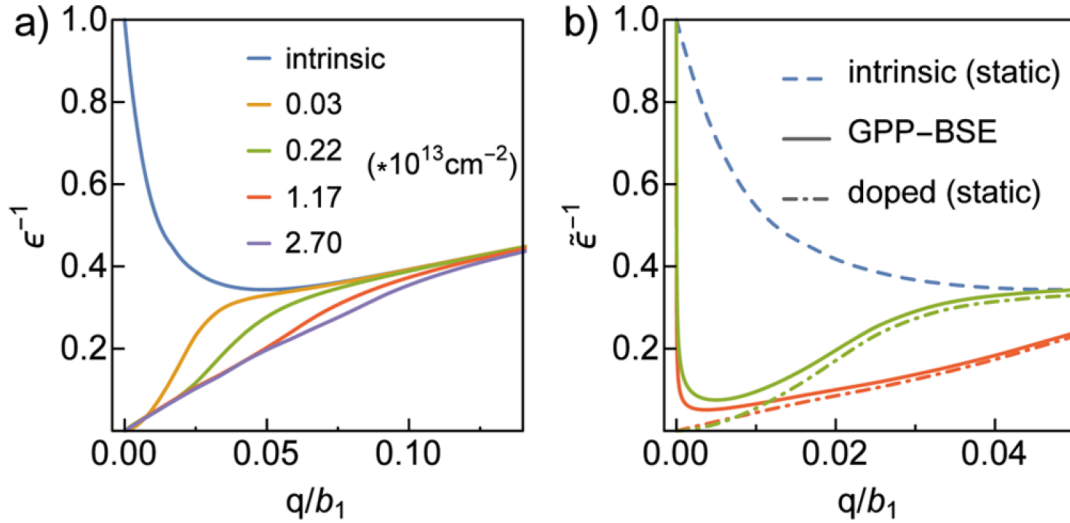 a)
1.0
0.8
0.6
0.4
0.2
ϵ⁻¹
intrinsic
0.03
0.22
1.17
2.70
(*10¹³cm⁻²)
0.00
0.05
0.10
q/b₁
b)
1.0
0.8
0.6
0.4
0.2
ϵ̃⁻¹
intrinsic (static)
GPP−BSE
doped (static)
0.00
0.02
0.04
q/b₁